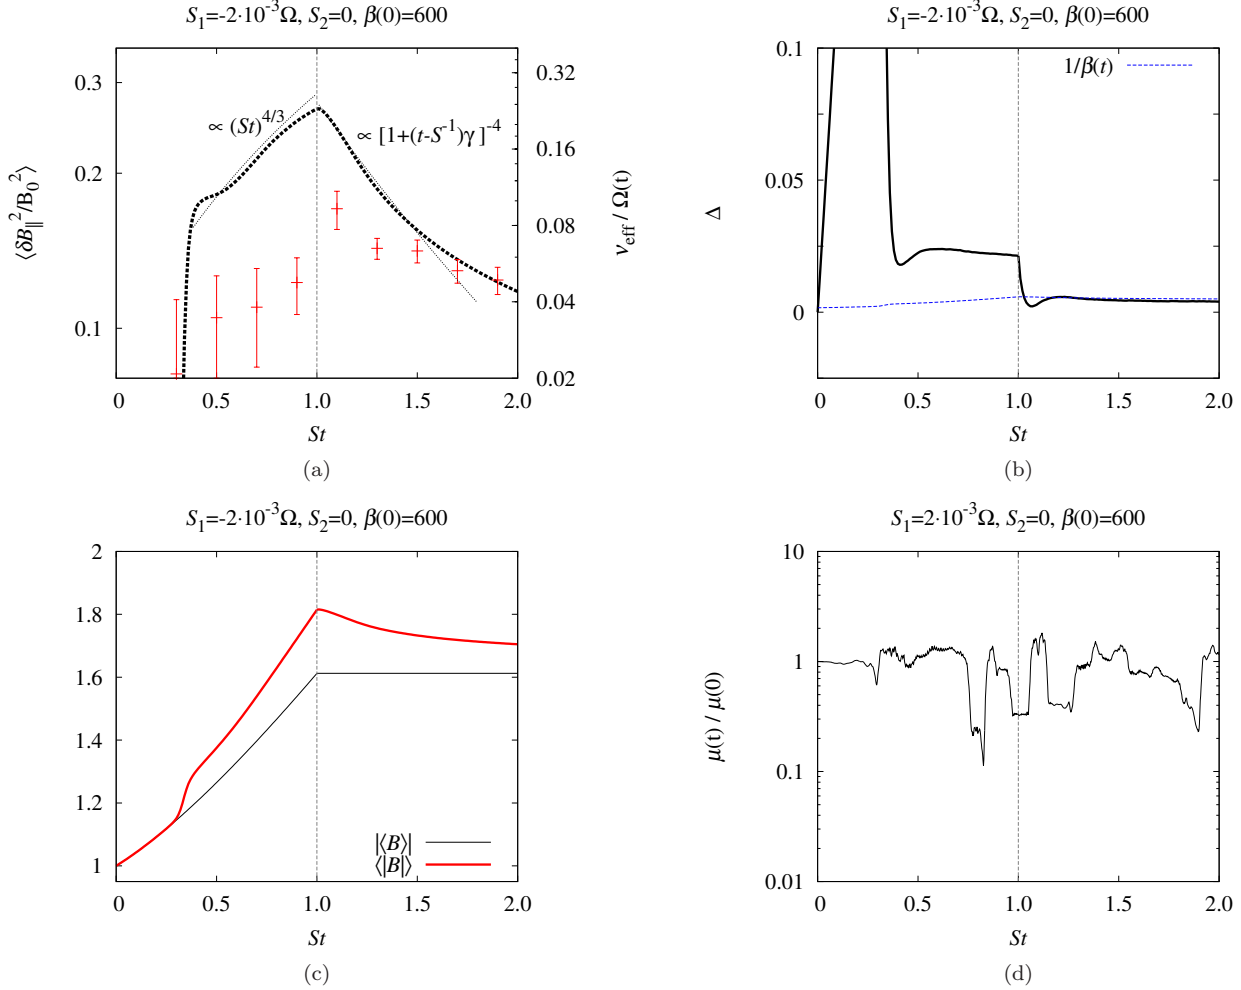 S₁=-2·10⁻³Ω, S₂=0, β(0)=600
0.3
0.2
0.1
⟨δB∥²/B₀²⟩
∝ (St)⁴ᐟ³
∝ [1+(t-S⁻¹)γ ]⁻⁴
0.32
0.16
0.08
0.04
0.02
ν_eff / Ω(t)
0 0.5 1.0 1.5 2.0
St
(a)
S₁=-2·10⁻³Ω, S₂=0, β(0)=600
0.1
0.05
0
Δ
1/β(t)
0 0.5 1.0 1.5 2.0
St
(b)
S₁=-2·10⁻³Ω, S₂=0, β(0)=600
2
1.8
1.6
1.4
1.2
1
|⟨B⟩|
⟨|B|⟩
0 0.5 1.0 1.5 2.0
St
(c)
S₁=2·10⁻³Ω, S₂=0, β(0)=600
10
1
0.1
0.01
μ(t) / μ(0)
0 0.5 1.0 1.5 2.0
St
(d)